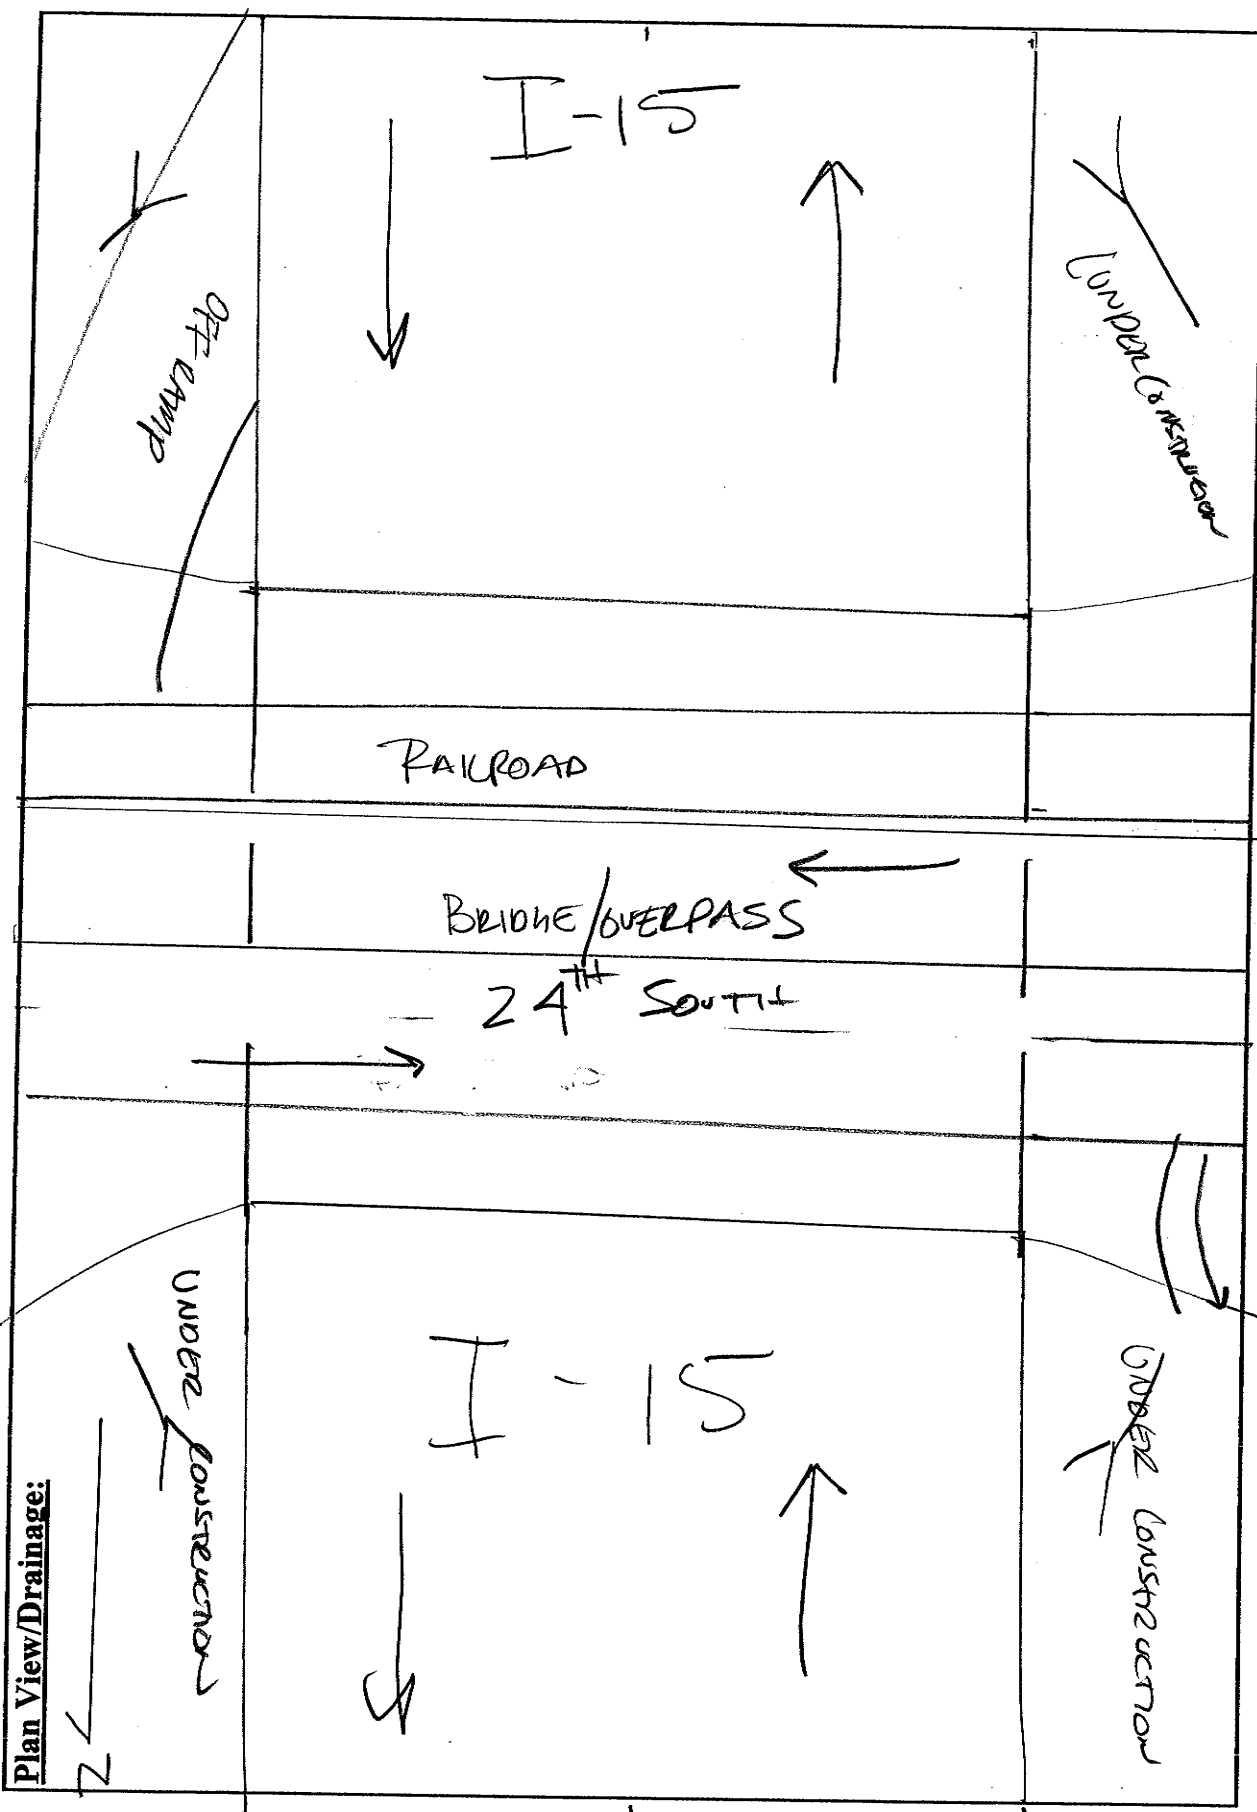 I-15
OFF RAMP
UNDER CONSTRUCTION
RAILROAD
BRIDGE/OVERPASS
24TH SOUTH
UNDER CONSTRUCTION
I-15
UNDER CONSTRUCTION
Plan View/Drainage:
N